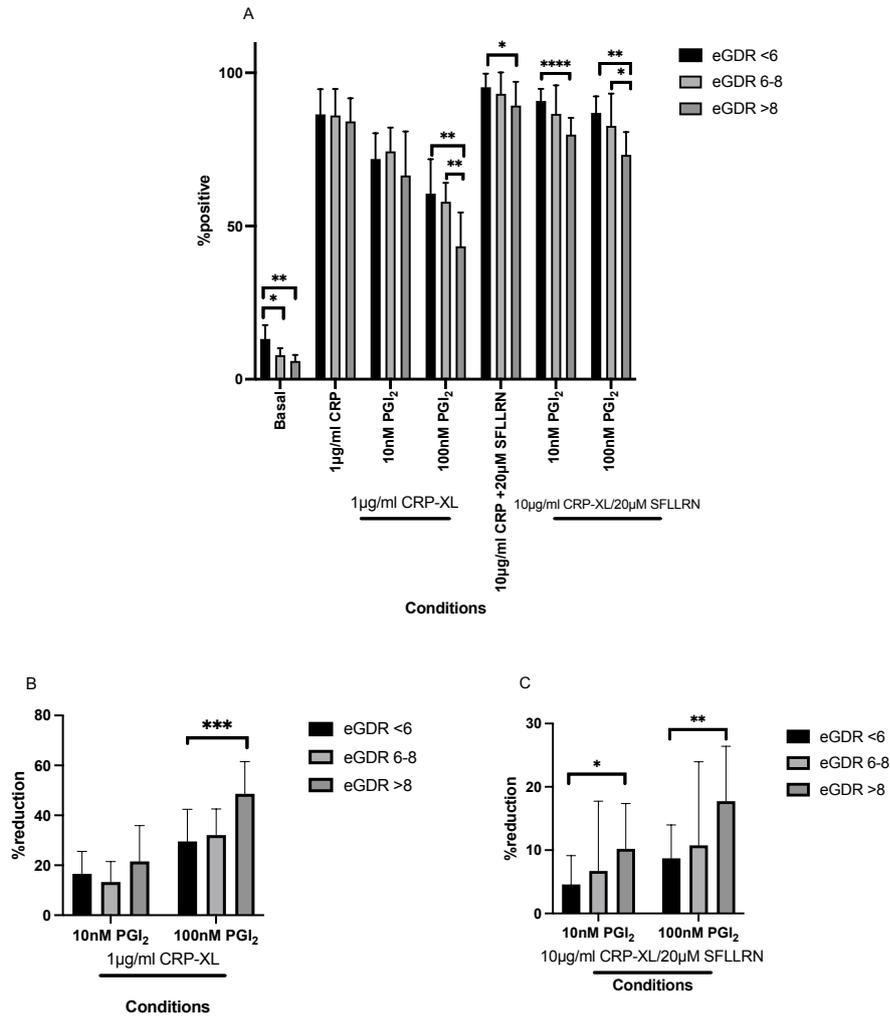 A
%positive
100
50
0
**
*
**
**
*
****
**
*
eGDR <6
eGDR 6-8
eGDR >8
Basal
1µg/ml CRP
10nM PGI₂
100nM PGI₂
10µg/ml CRP +20µM SFLLRN
10nM PGI₂
100nM PGI₂
1µg/ml CRP-XL
10µg/ml CRP-XL/20µM SFLLRN
Conditions
B
%reduction
80
60
40
20
0
***
eGDR <6
eGDR 6-8
eGDR >8
10nM PGI₂
100nM PGI₂
1µg/ml CRP-XL
Conditions
C
%reduction
30
20
10
0
*
**
eGDR <6
eGDR 6-8
eGDR >8
10nM PGI₂
100nM PGI₂
10µg/ml CRP-XL/20µM SFLLRN
Conditions